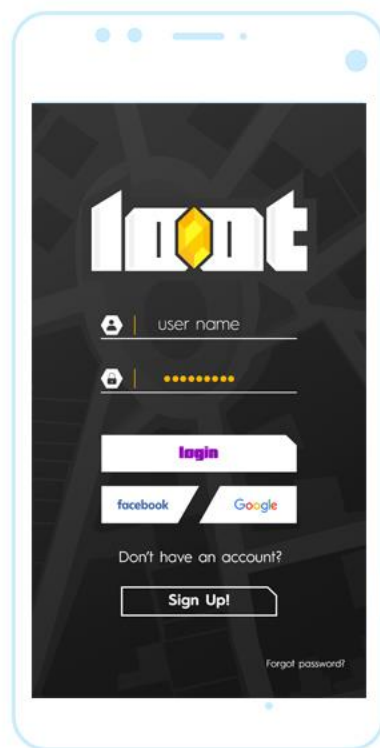 loot
user name
login
facebook Google
Don't have an account?
Sign Up!
Forgot password?